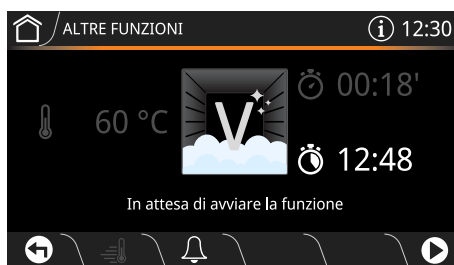 ALTRE FUNZIONI
i 12:30
60 °C
V
00:18'
12:48
In attesa di avviare la funzione